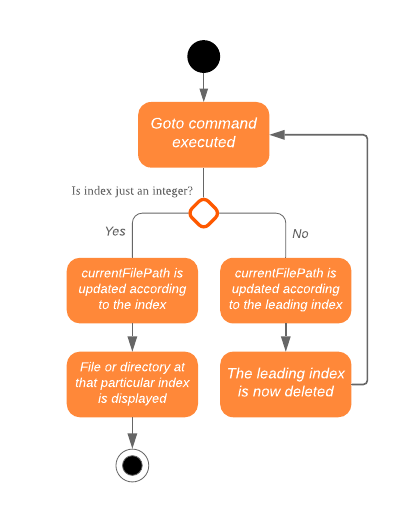 Goto command
executed
Is index just an integer?
Yes
No
currentFilePath is
updated according
to the index
currentFilePath is
updated according
to the leading index
File or directory at
that particular index
is displayed
The leading index
is now deleted